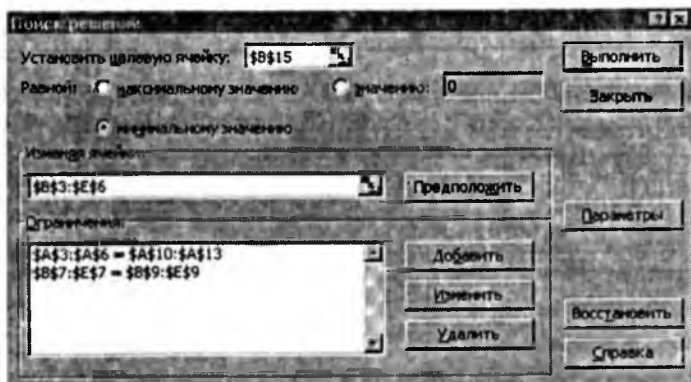 Поиск решения
Установить целевую ячейку: $B$15 Выполнить
Равной: максимальному значению значению: 0 Закрыть
минимальному значению
Изменяя ячейки:
$B$3:$E$6 Предположить
Параметры
Ограничения:
$A$3:$A$6 = $A$10:$A$13 Добавить
$B$7:$E$7 = $B$9:$E$9
Изменить
Восстановить
Удалить
Справка